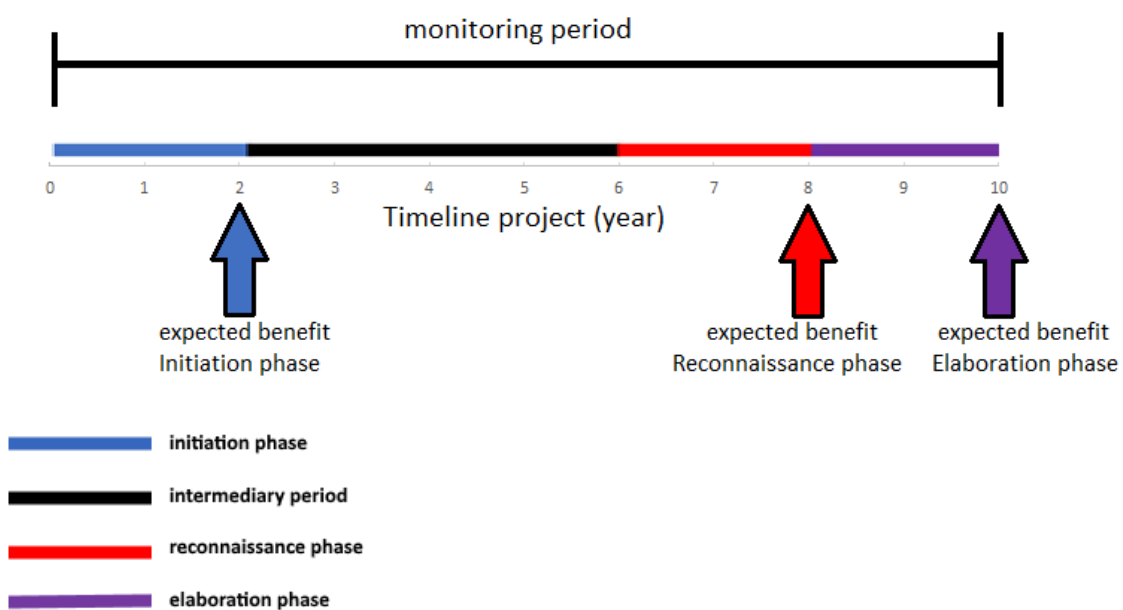 monitoring period
0 1 2 3 4 5 6 7 8 9 10
Timeline project (year)
expected benefit
Initiation phase
expected benefit
Reconnaissance phase
expected benefit
Elaboration phase
initiation phase
intermediary period
reconnaissance phase
elaboration phase